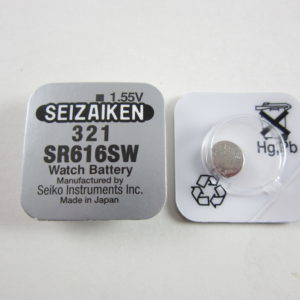 1.55V
SEIZAIKEN
321
SR616SW
Watch Battery
Manufactured by
Seiko Instruments Inc.
Made in Japan
Hg,Pb